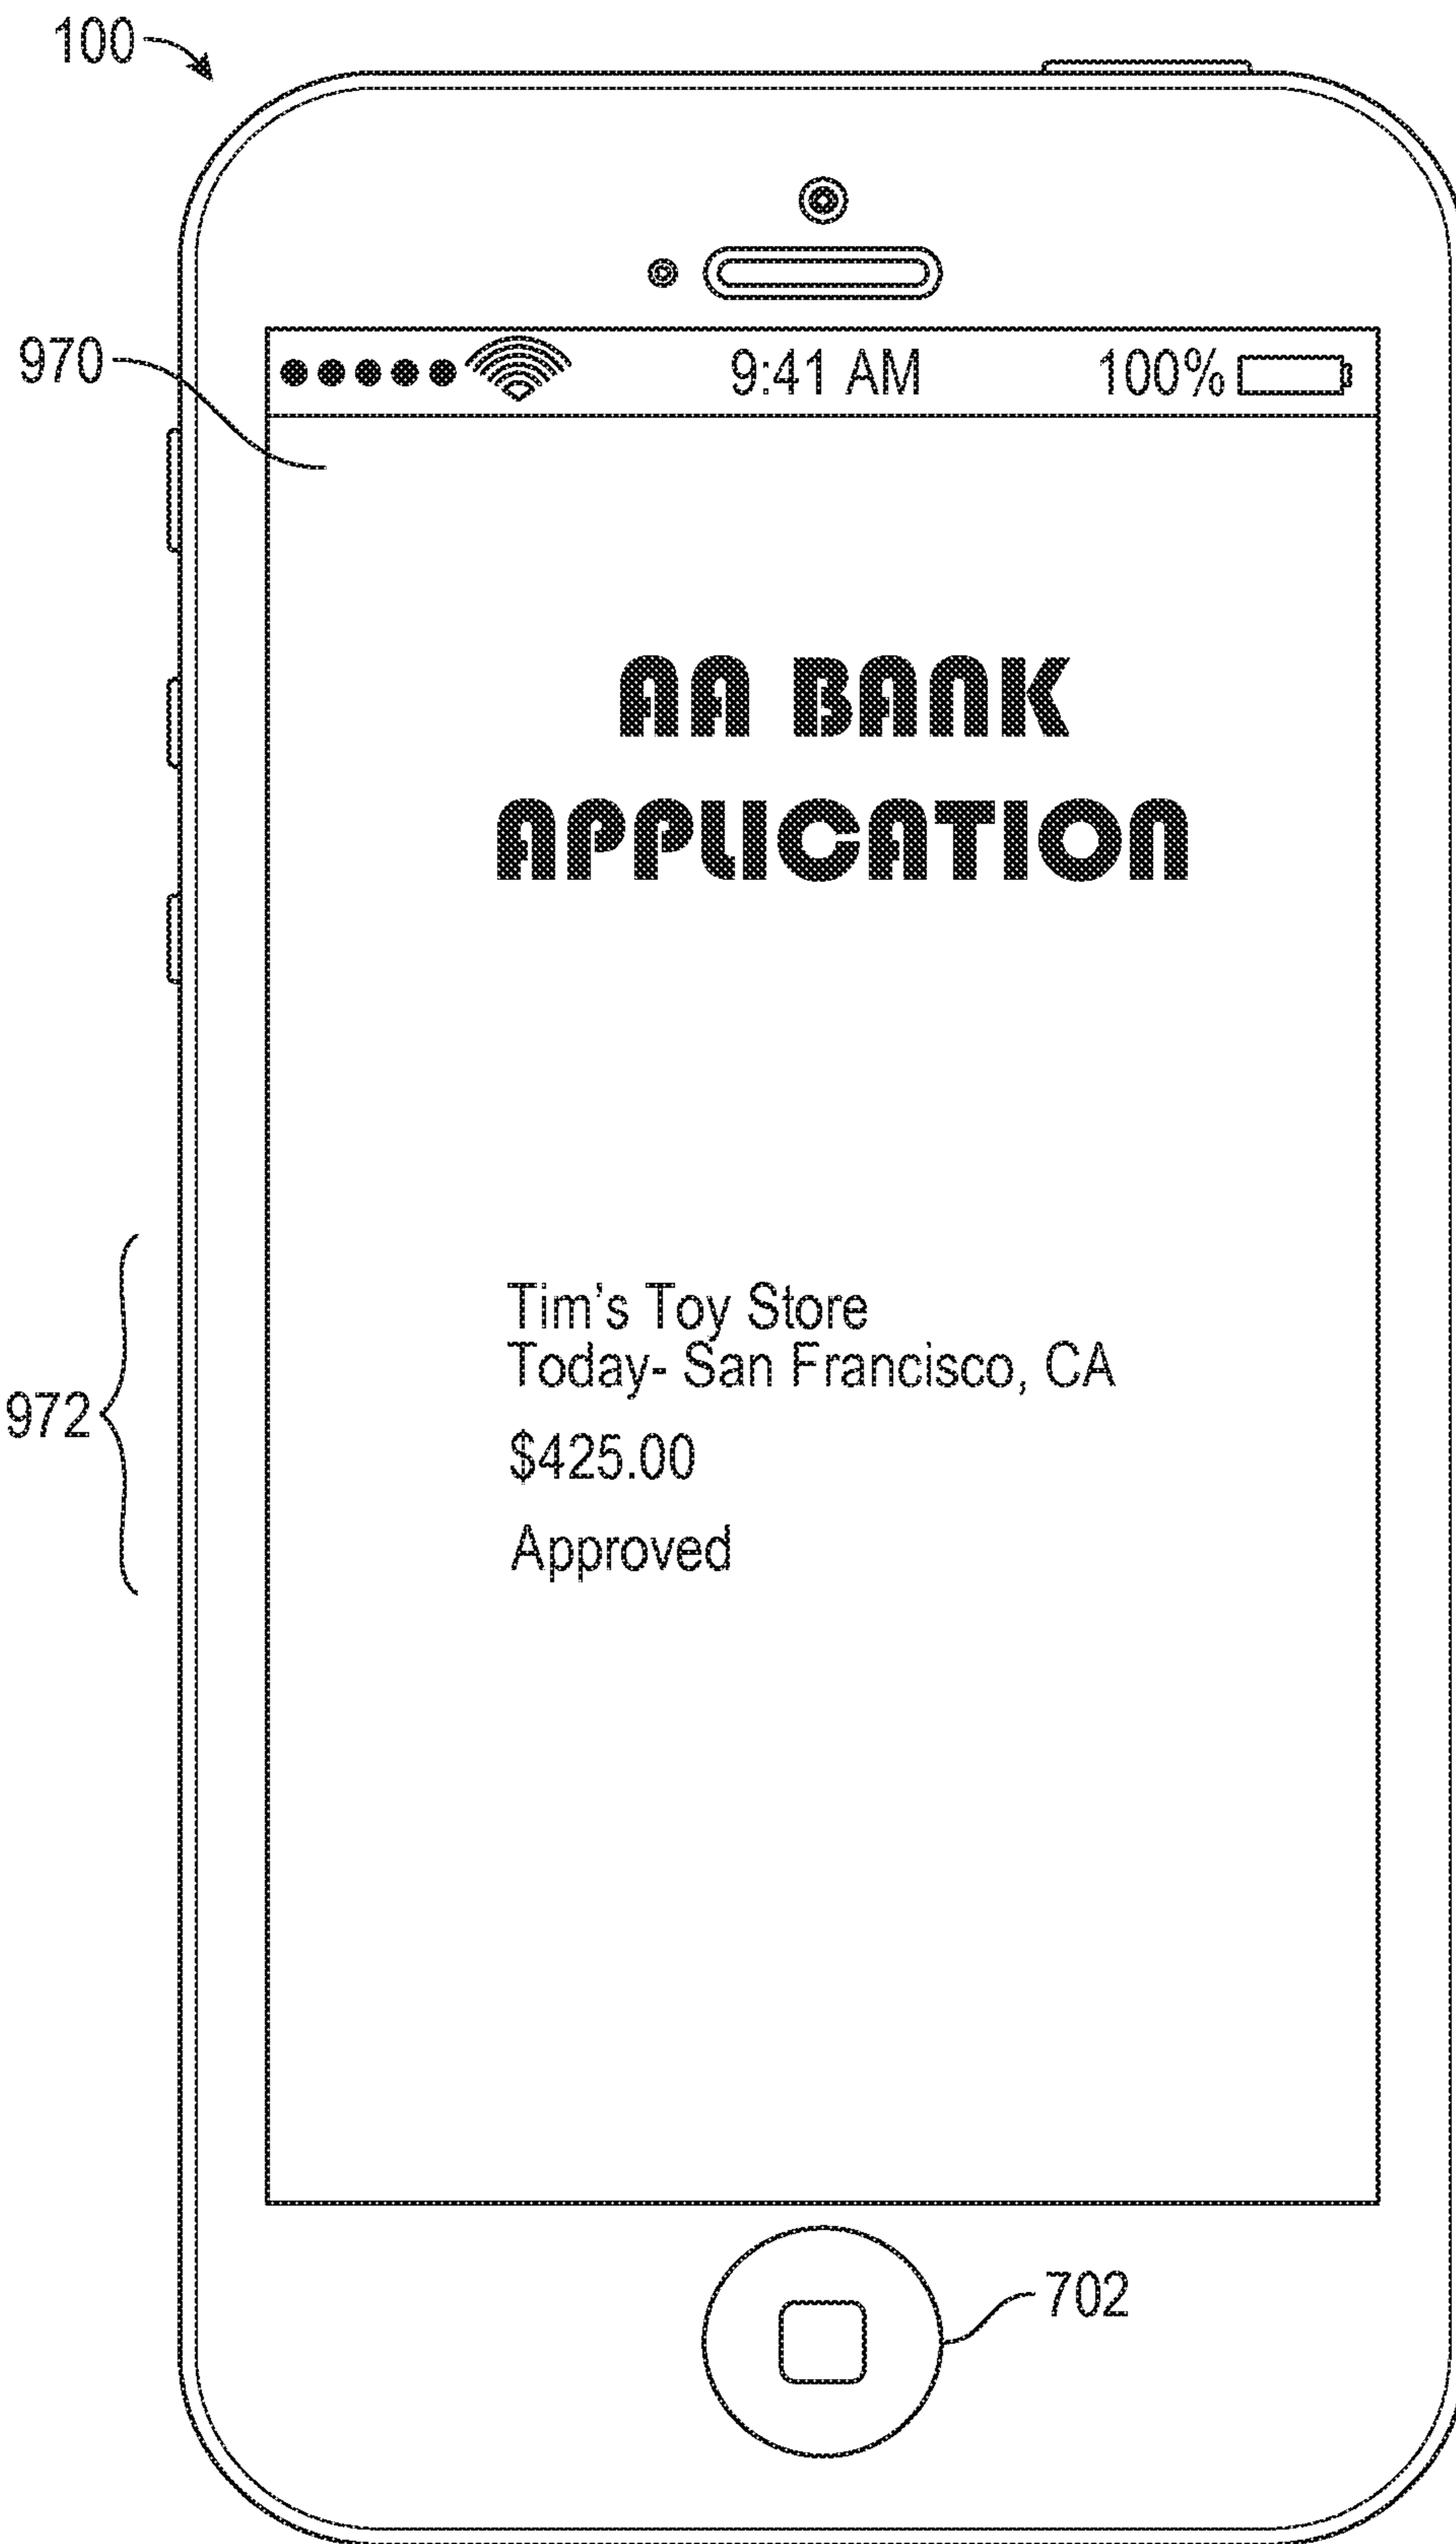 100
970
9:41 AM 100%
AA BANK
APPLICATION
972
Tim's Toy Store
Today- San Francisco, CA
$425.00
Approved
702